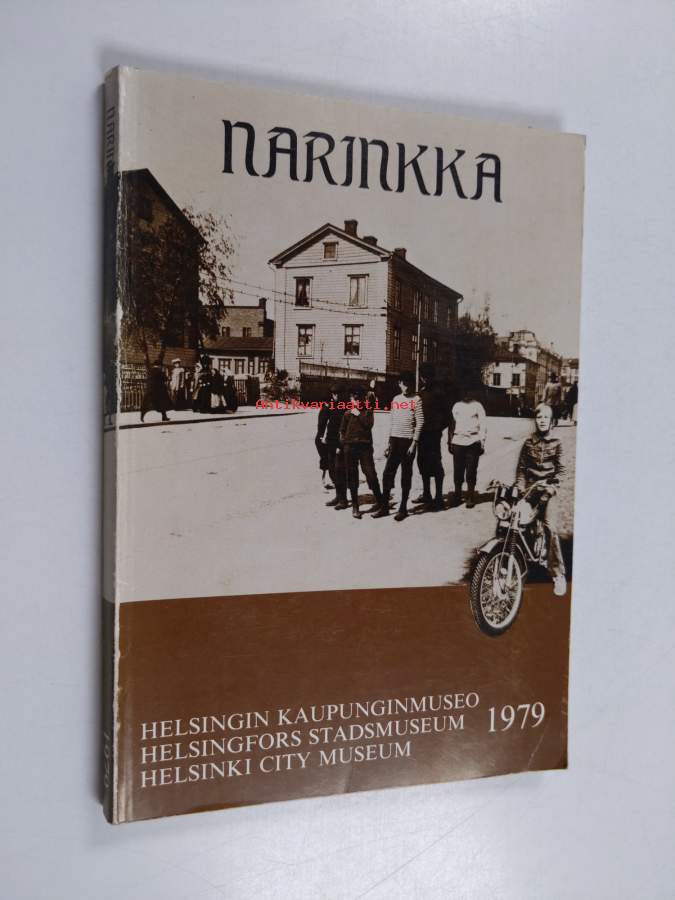 NARINKKA
Antikvariaatti.net
HELSINGIN KAUPUNGINMUSEO
HELSINGFORS STADSMUSEUM 1979
HELSINKI CITY MUSEUM